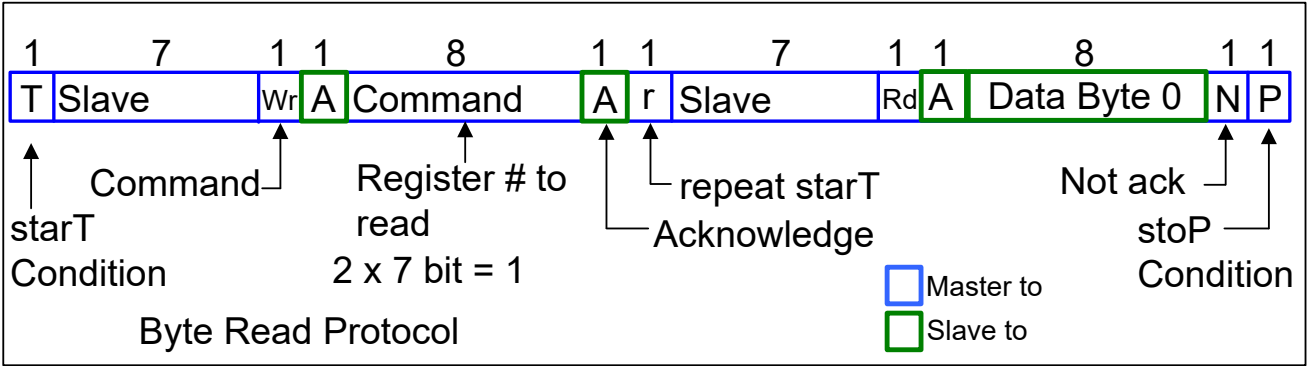 1 7 1 1 8 1 1 7 1 1 8 1 1
T Slave Wr A Command A r Slave Rd A Data Byte 0 N P
Command
Register # to
read
2 x 7 bit = 1
repeat starT
Acknowledge
Not ack
starT
Condition
stoP
Condition
Master to
Slave to
Byte Read Protocol